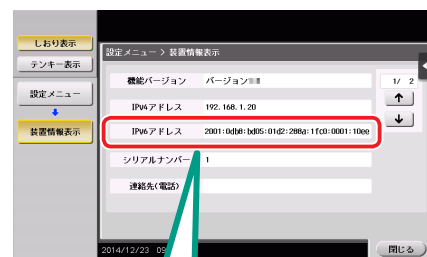 しおり表示
テンキー表示
設定メニュー
装置情報表示
設定メニュー > 装置情報表示
機能バージョン バージョン
1/ 2
IPv4アドレス 192.168.1.20
IPv6アドレス 2001:0db8:bd05:01d2:288a:1fc0:0001:10ee
シリアルナンバー 1
連絡先(電話)
2014/12/23 09
閉じる